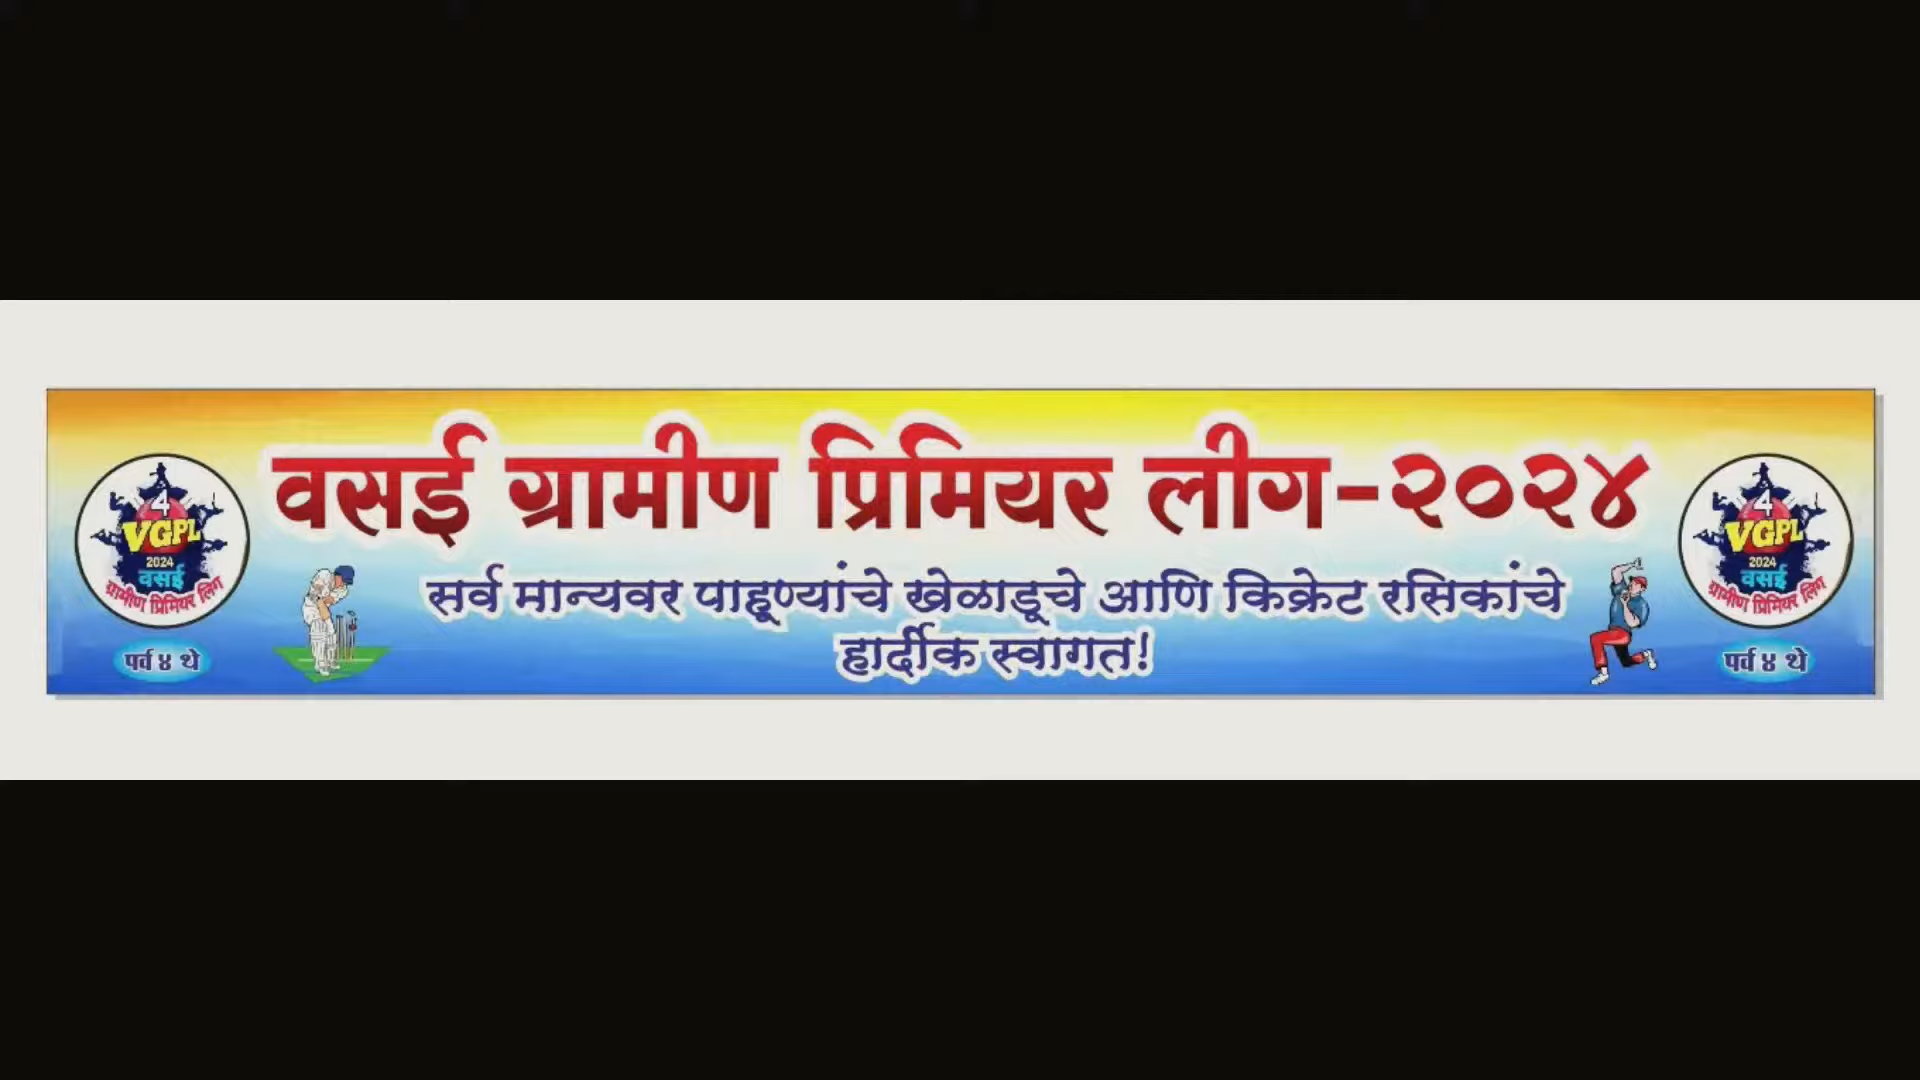 वसई ग्रामीण प्रिमियर लीग-२०२४
सर्व मान्यवर पाहूण्यांचे खेळाडूचे आणि क्रिकेट रसिकांचे
हार्दीक स्वागत!
4
VGPL
2024
वसई
ग्रामीण प्रिमियर लिग
पर्व ४ थे
4
VGPL
2024
वसई
ग्रामीण प्रिमियर लिग
पर्व ४ थे